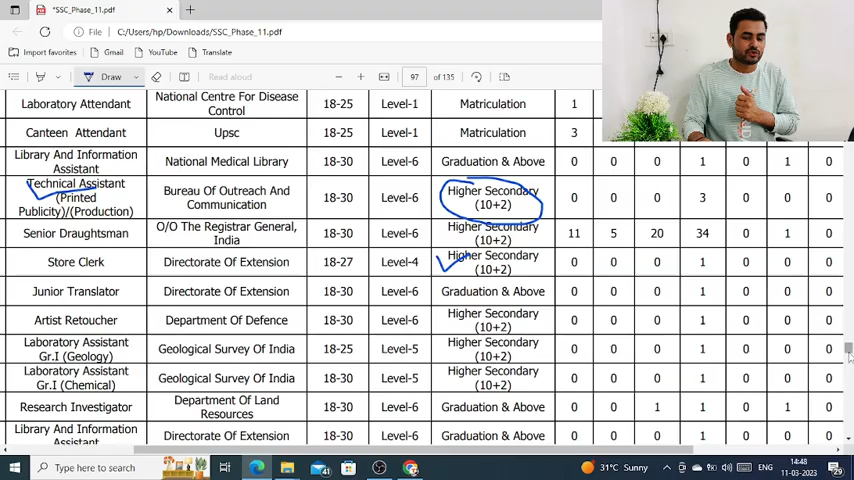 *SSC_Phase_11.pdf
File C:/Users/hp/Downloads/SSC_Phase_11.pdf
Import favorites Gmail YouTube Translate
Draw Read aloud 97 of 135
Laboratory Attendant National Centre For Disease Control 18-25 Level-1 Matriculation 1
Canteen Attendant Upsc 18-25 Level-1 Matriculation 3
Library And Information Assistant National Medical Library 18-30 Level-6 Graduation & Above 0 0 0 1 0 1 0
Technical Assistant (Printed Publicity)/(Production) Bureau Of Outreach And Communication 18-30 Level-6 Higher Secondary (10+2) 0 0 0 3 0 0 0
Senior Draughtsman O/O The Registrar General, India 18-30 Level-6 Higher Secondary (10+2) 11 5 20 34 0 1 0
Store Clerk Directorate Of Extension 18-27 Level-4 Higher Secondary (10+2) 0 0 0 1 0 0 0
Junior Translator Directorate Of Extension 18-30 Level-6 Graduation & Above 0 0 0 1 0 0 0
Artist Retoucher Department Of Defence 18-30 Level-6 Higher Secondary (10+2) 0 0 0 1 0 0 0
Laboratory Assistant Gr.I (Geology) Geological Survey Of India 18-25 Level-5 Higher Secondary (10+2) 0 0 0 1 0 0 0
Laboratory Assistant Gr.I (Chemical) Geological Survey Of India 18-30 Level-5 Higher Secondary (10+2) 0 0 0 1 0 0 0
Research Investigator Department Of Land Resources 18-30 Level-6 Graduation & Above 0 0 1 1 0 1 0
Library And Information Assistant Directorate Of Extension 18-30 Level-6 Graduation & Above 0 0 0 1 0 0 0
Type here to search 41 31°C Sunny ENG 14:48 11-03-2023 29